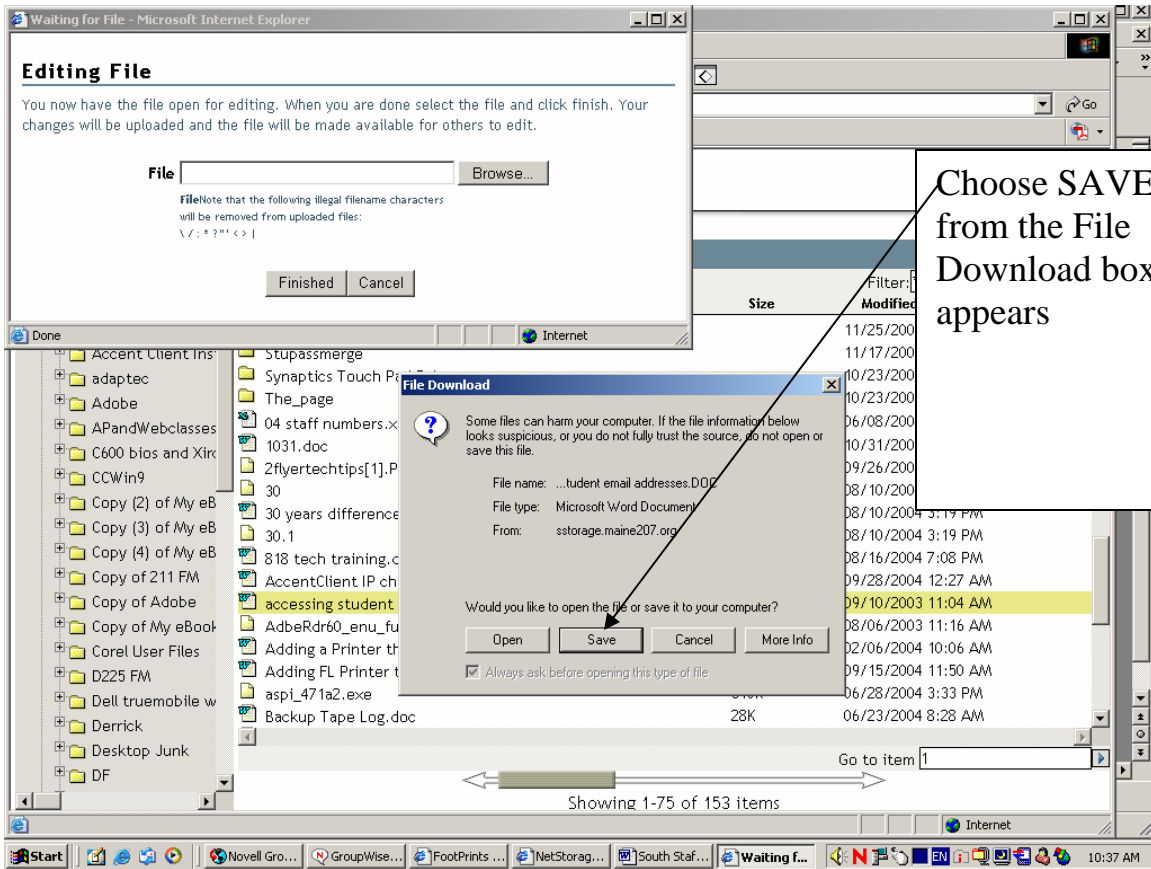 Waiting for File - Microsoft Internet Explorer
Editing File
You now have the file open for editing. When you are done select the file and click finish. Your
changes will be uploaded and the file will be made available for others to edit.
File
Browse...
FileNote that the following illegal filename characters
will be removed from uploaded files:
\ / : * ? " ' < > |
Finished
Cancel
Done
Internet
Go
Choose SAVE
from the File
Download box
appears
Filter:
Size
Modified
11/25/200
Accent Client Ins
Stupassmerge
11/17/200
adaptec
Synaptics Touch Pa
10/23/200
Adobe
The_page
10/23/200
APandWebclasses
04 staff numbers.x
06/08/200
C600 bios and Xirc
1031.doc
10/31/200
CCWin9
2flyertechtips[1].P
09/26/200
Copy (2) of My eB
30
08/10/200
Copy (3) of My eB
30 years difference
08/10/2004 3:19 PM
30.1
08/10/2004 3:19 PM
Copy (4) of My eB
818 tech training.d
08/16/2004 7:08 PM
Copy of 211 FM
AccentClient IP ch
09/28/2004 12:27 AM
Copy of Adobe
accessing student
09/10/2003 11:04 AM
Copy of My eBook
AdbeRdr60_enu_fu
08/06/2003 11:16 AM
Corel User Files
Adding a Printer th
02/06/2004 10:06 AM
D225 FM
Adding FL Printer t
09/15/2004 11:50 AM
Dell truemobile w
aspi_471a2.exe
06/28/2004 3:33 PM
Derrick
Backup Tape Log.doc
28K
06/23/2004 8:28 AM
Desktop Junk
DF
File Download
Some files can harm your computer. If the file information below
looks suspicious, or you do not fully trust the source, do not open or
save this file.
File name: ...tudent email addresses.DOC
File type: Microsoft Word Document
From: sstorage.maine207.org
Would you like to open the file or save it to your computer?
Open
Save
Cancel
More Info
Always ask before opening this type of file
Go to item 1
Showing 1-75 of 153 items
Internet
Start
Novell Gro...
GroupWise...
FootPrints ...
NetStorag...
South Staf...
Waiting f...
EN
10:37 AM